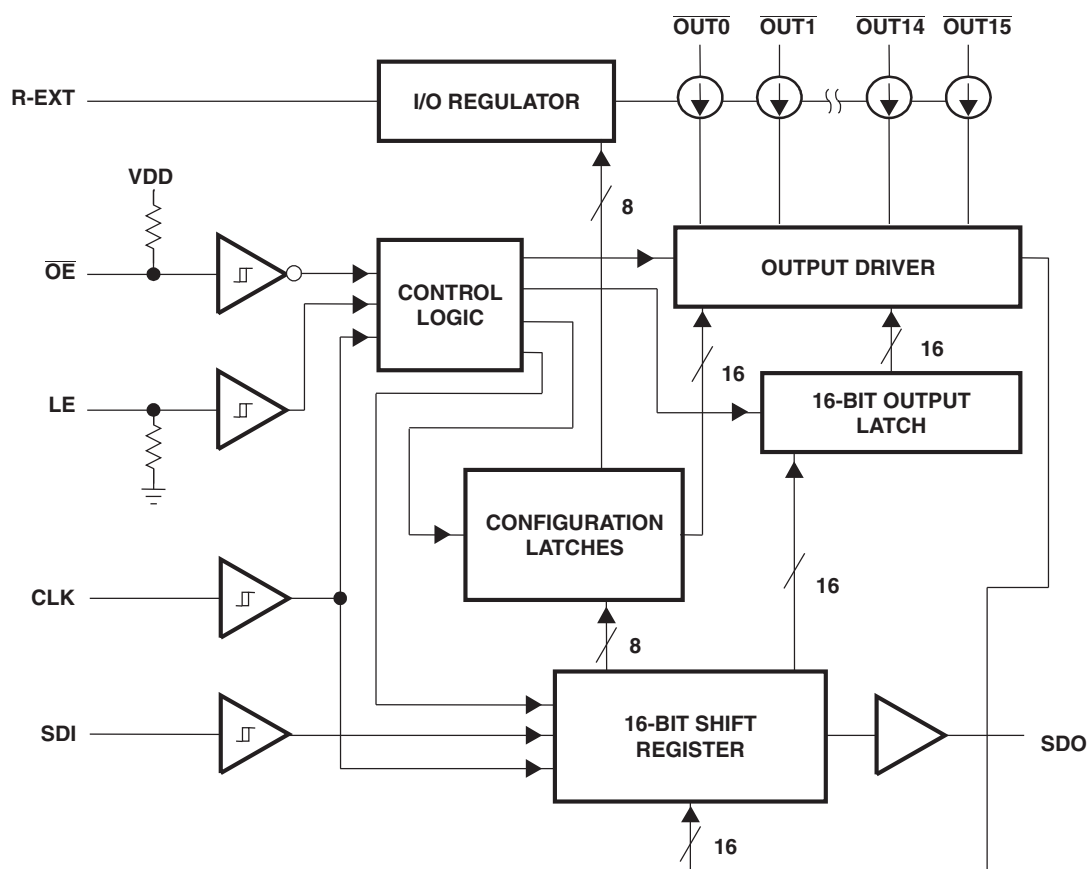 OUT0 OUT1 OUT14 OUT15
R-EXT
I/O REGULATOR
VDD
8
OE
CONTROL
LOGIC
OUTPUT DRIVER
16
16
LE
16-BIT OUTPUT
LATCH
CONFIGURATION
LATCHES
CLK
16
8
SDI
16-BIT SHIFT
REGISTER
SDO
16